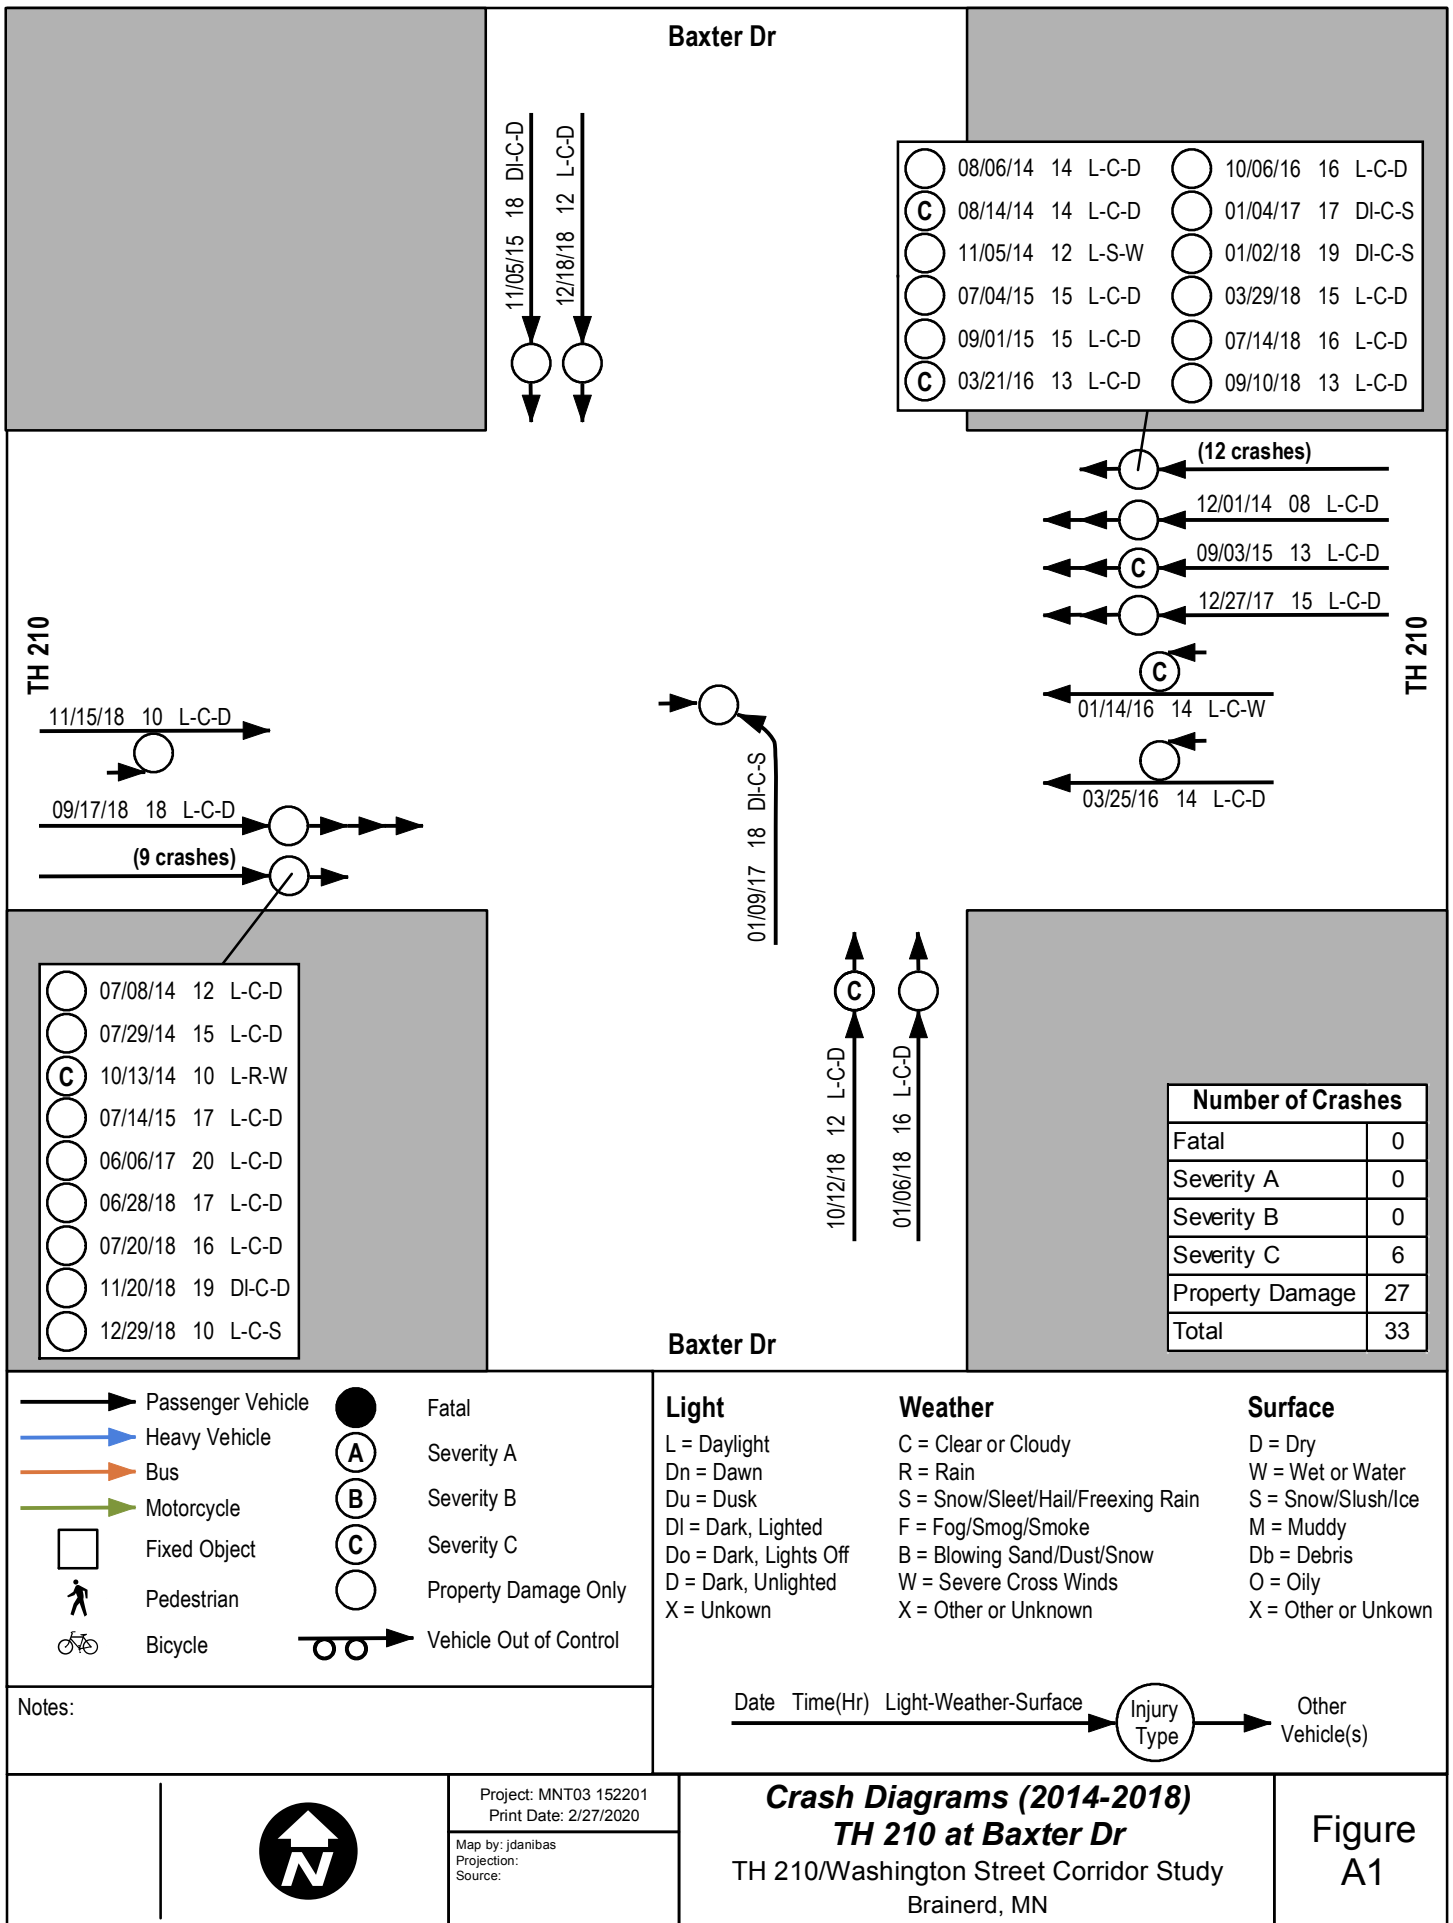 Baxter Dr
11/05/15 18 DI-C-D
12/18/18 12 L-C-D
08/06/14 14 L-C-D
C 08/14/14 14 L-C-D
11/05/14 12 L-S-W
07/04/15 15 L-C-D
09/01/15 15 L-C-D
C 03/21/16 13 L-C-D
10/06/16 16 L-C-D
01/04/17 17 DI-C-S
01/02/18 19 DI-C-S
03/29/18 15 L-C-D
07/14/18 16 L-C-D
09/10/18 13 L-C-D
(12 crashes)
12/01/14 08 L-C-D
09/03/15 13 L-C-D
C
12/27/17 15 L-C-D
TH 210
TH 210
C
01/14/16 14 L-C-W
03/25/16 14 L-C-D
11/15/18 10 L-C-D
09/17/18 18 L-C-D
(9 crashes)
01/09/17 18 DI-C-S
07/08/14 12 L-C-D
07/29/14 15 L-C-D
C 10/13/14 10 L-R-W
07/14/15 17 L-C-D
06/06/17 20 L-C-D
06/28/18 17 L-C-D
07/20/18 16 L-C-D
11/20/18 19 DI-C-D
12/29/18 10 L-C-S
C
10/12/18 12 L-C-D
01/06/18 16 L-C-D
Number of Crashes
Fatal 0
Severity A 0
Severity B 0
Severity C 6
Property Damage 27
Total 33
Baxter Dr
Passenger Vehicle
Heavy Vehicle
Bus
Motorcycle
Fixed Object
Pedestrian
Bicycle
Fatal
A Severity A
B Severity B
C Severity C
Property Damage Only
Vehicle Out of Control
Light
L = Daylight
Dn = Dawn
Du = Dusk
Dl = Dark, Lighted
Do = Dark, Lights Off
D = Dark, Unlighted
X = Unkown
Weather
C = Clear or Cloudy
R = Rain
S = Snow/Sleet/Hail/Freexing Rain
F = Fog/Smog/Smoke
B = Blowing Sand/Dust/Snow
W = Severe Cross Winds
X = Other or Unknown
Surface
D = Dry
W = Wet or Water
S = Snow/Slush/Ice
M = Muddy
Db = Debris
O = Oily
X = Other or Unkown
Notes:
Date Time(Hr) Light-Weather-Surface
Injury
Type
Other
Vehicle(s)
N
Project: MNT03 152201
Print Date: 2/27/2020
Map by: jdanibas
Projection:
Source:
Crash Diagrams (2014-2018)
TH 210 at Baxter Dr
TH 210/Washington Street Corridor Study
Brainerd, MN
Figure
A1